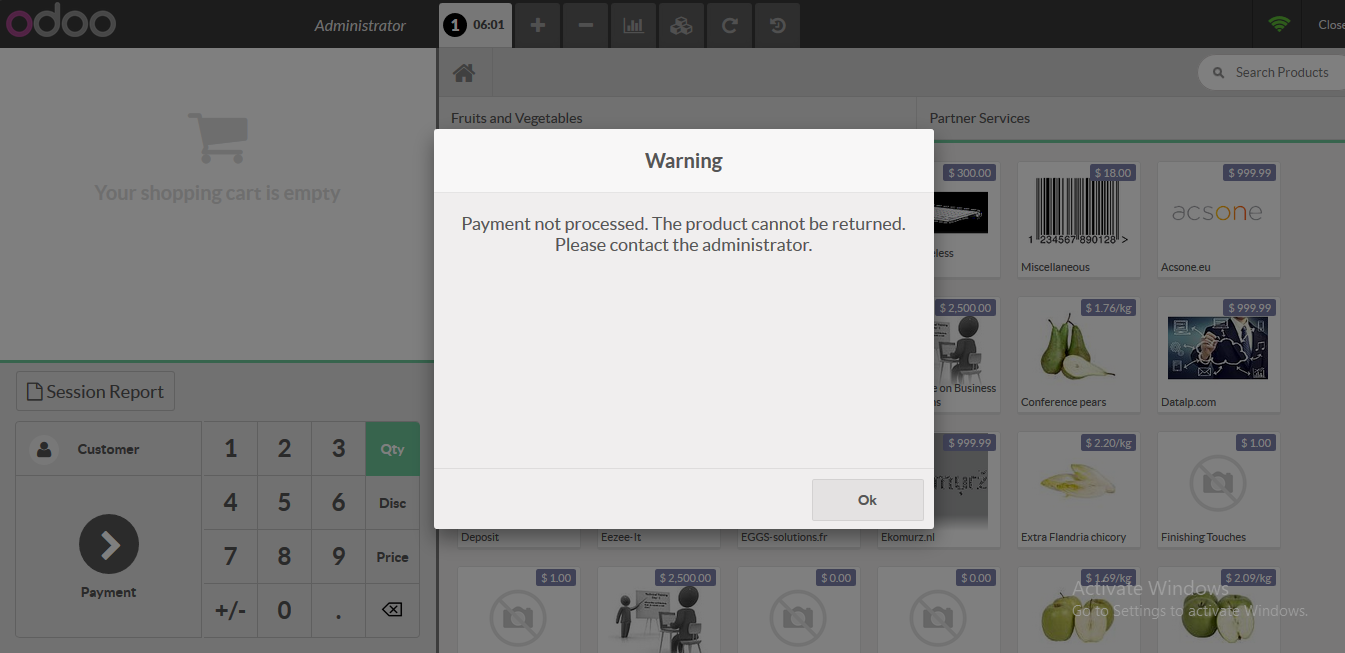 odoo
Administrator
1 06:01
Close
Search Products
Fruits and Vegetables
Partner Services
Your shopping cart is empty
Warning
Payment not processed. The product cannot be returned.
Please contact the administrator.
Ok
$ 300.00
$ 18.00
1 234567 890128 >
Miscellaneous
$ 999.99
acsone
Acsone.eu
$ 2,500.00
e on Business
$ 1.76/kg
Conference pears
$ 999.99
Datalp.com
$ 999.99
$ 2.20/kg
Extra Flandria chicory
$ 1.00
Finishing Touches
Deposit
Eezee-It
EGGS-solutions.fr
Ekomurz.nl
$ 1.00
$ 2,500.00
$ 0.00
$ 0.00
$ 1.69/kg
$ 2.09/kg
Session Report
Customer
1 2 3 Qty
4 5 6 Disc
7 8 9 Price
+/- 0 .
Payment
Activate Windows
Go to Settings to activate Windows.